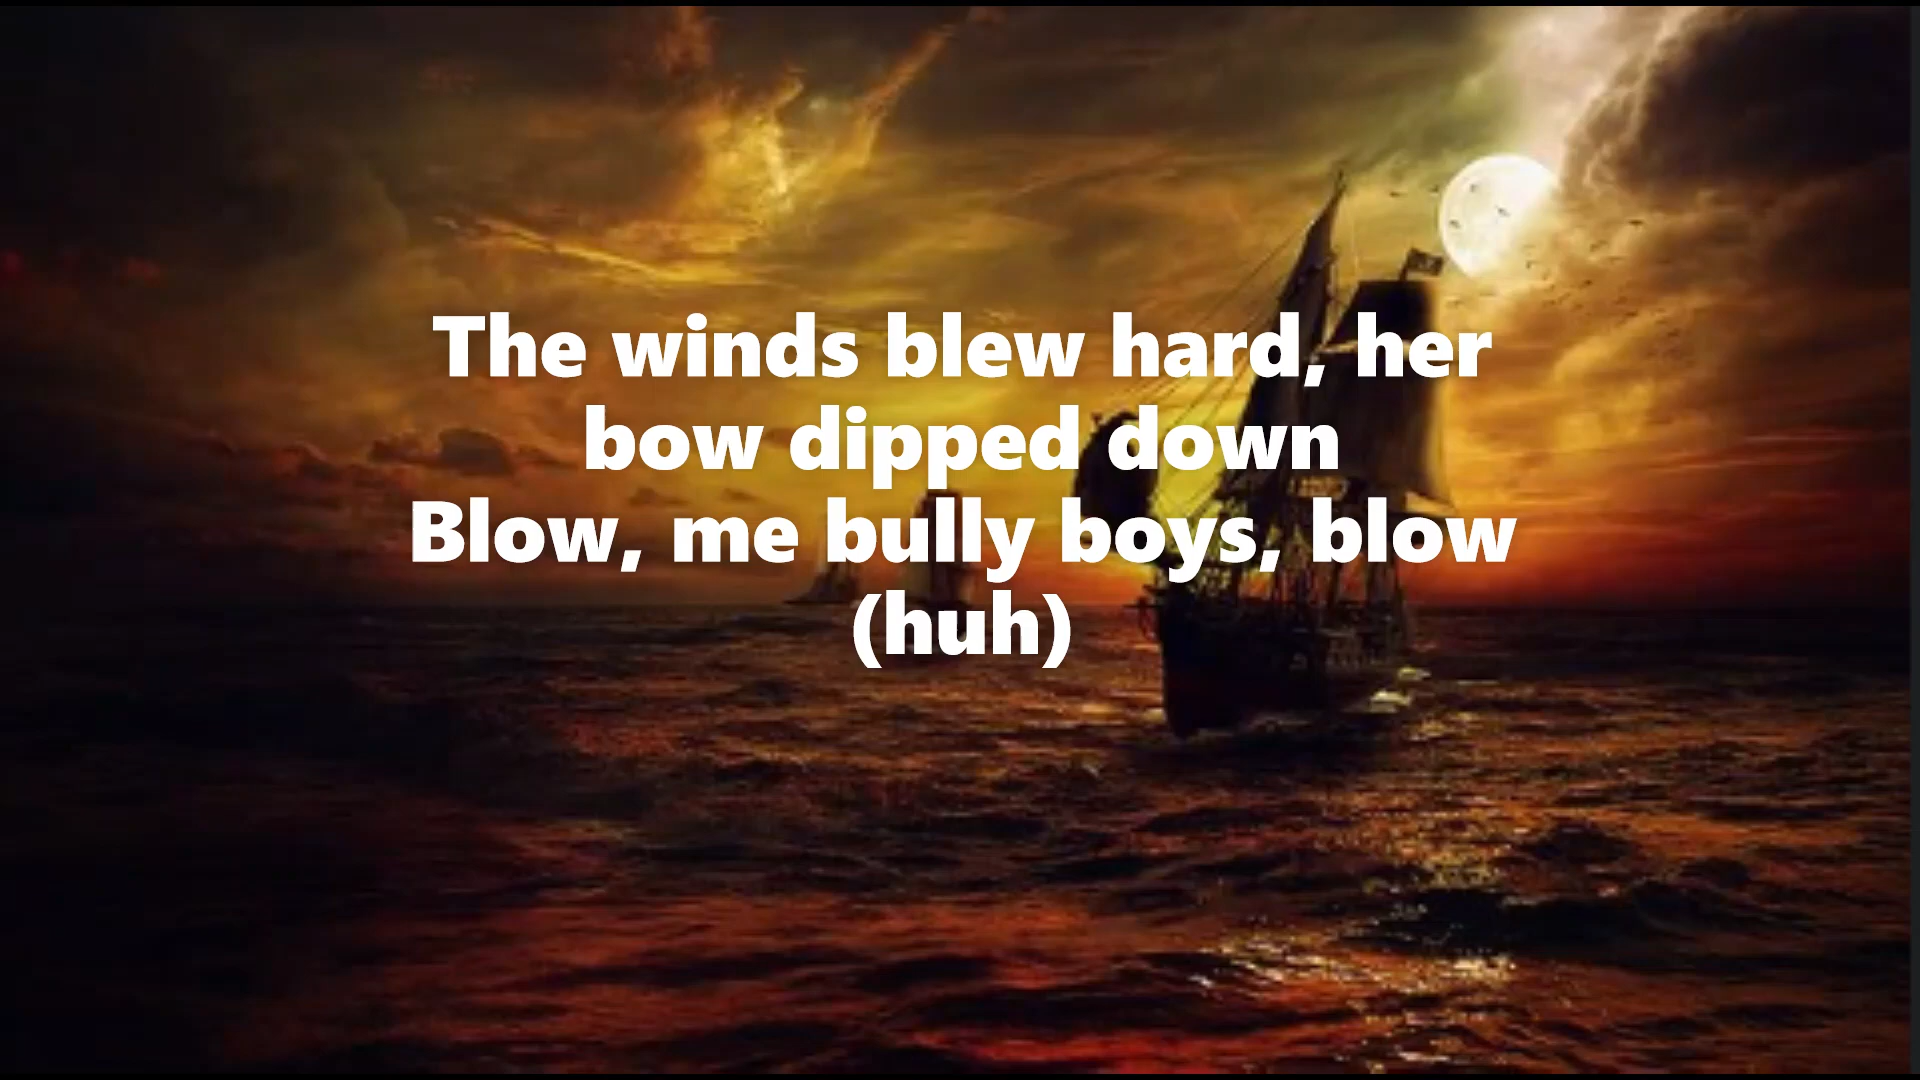 The winds blew hard, her
bow dipped down
Blow, me bully boys, blow
(huh)